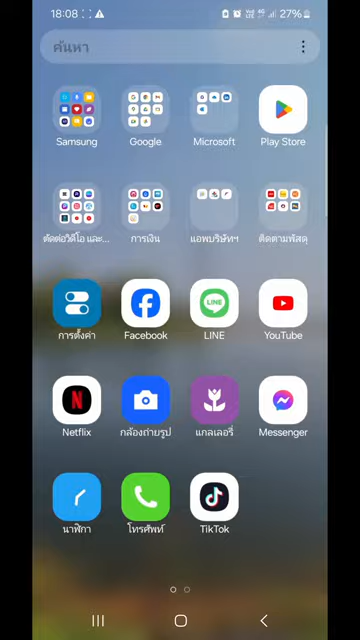 18:08
27%
ค้นหา
Samsung Google Microsoft Play Store
ตัดต่อวิดีโอ และ... การเงิน แอพบริษัทฯ ติดตามพัสดุ
LINE
การตั้งค่า Facebook LINE YouTube
Netflix กล้องถ่ายรูป แกลเลอรี่ Messenger
นาฬิกา โทรศัพท์ TikTok